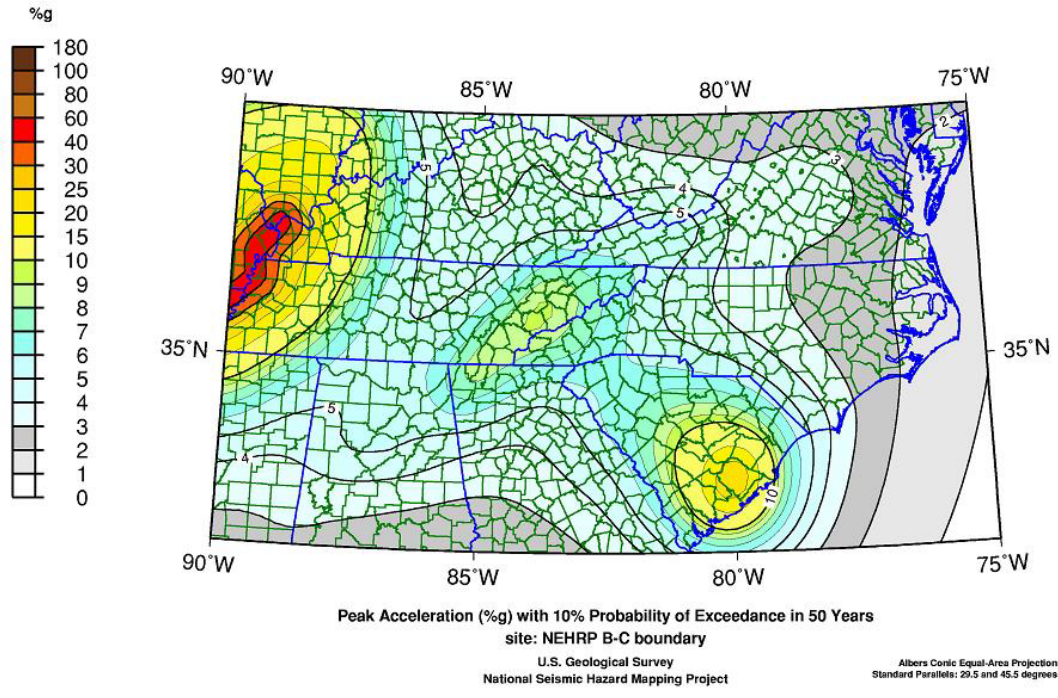 %g
180
100
80
60
40
30
25
20
15
10
9
8
7
6
5
4
3
2
1
0
90°W 85°W 80°W 75°W
2
3
5
4
5
35°N 35°N
5
4
10
90°W 85°W 80°W 75°W
Peak Acceleration (%g) with 10% Probability of Exceedance in 50 Years
site: NEHRP B-C boundary
U.S. Geological Survey
National Seismic Hazard Mapping Project
Albers Conic Equal-Area Projection
Standard Parallels: 29.5 and 45.5 degrees